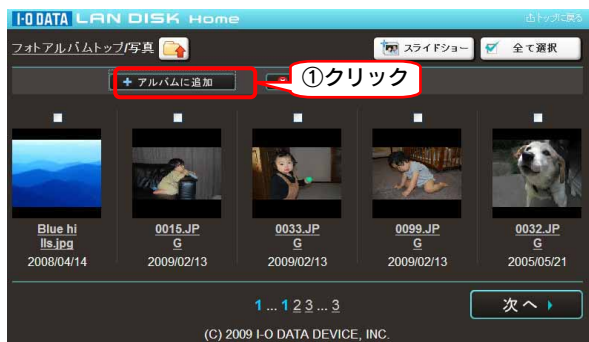 I-O DATA LAN DISK Home
凸トップに戻る
フォトアルバムトップ/写真
スライドショー
全て選択
+ アルバムに追加
①クリック
Blue hi
lls.jpg
2008/04/14
0015.JP
G
2009/02/13
0033.JP
G
2009/02/13
0099.JP
G
2009/02/13
0032.JP
G
2005/05/21
1 ... 1 2 3 ... 3
次へ
(C) 2009 I-O DATA DEVICE, INC.